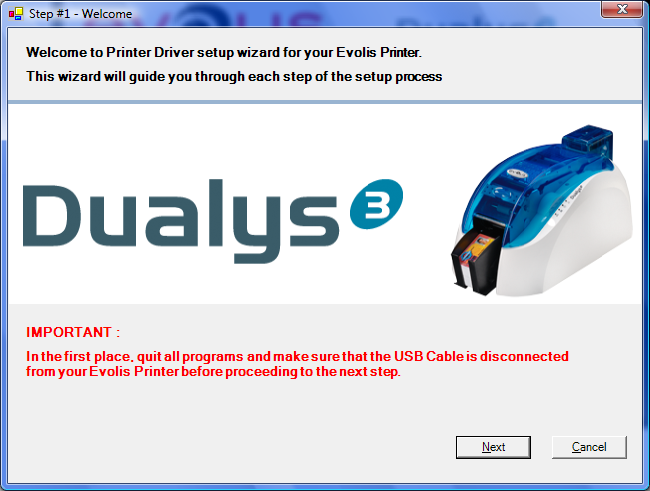 Step #1 - Welcome
Welcome to Printer Driver setup wizard for your Evolis Printer.
This wizard will guide you through each step of the setup process
Dualys3
IMPORTANT :
In the first place, quit all programs and make sure that the USB Cable is disconnected
from your Evolis Printer before proceeding to the next step.
Next
Cancel